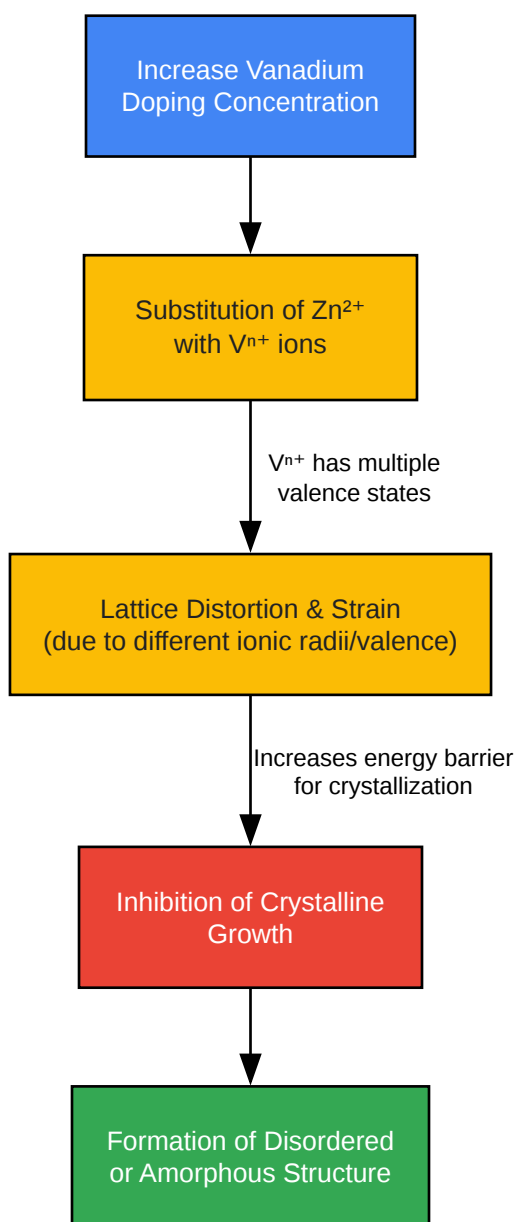 Increase Vanadium
Doping Concentration
Substitution of Zn²⁺
with Vⁿ⁺ ions
Vⁿ⁺ has multiple
valence states
Lattice Distortion & Strain
(due to different ionic radii/valence)
Increases energy barrier
for crystallization
Inhibition of Crystalline
Growth
Formation of Disordered
or Amorphous Structure